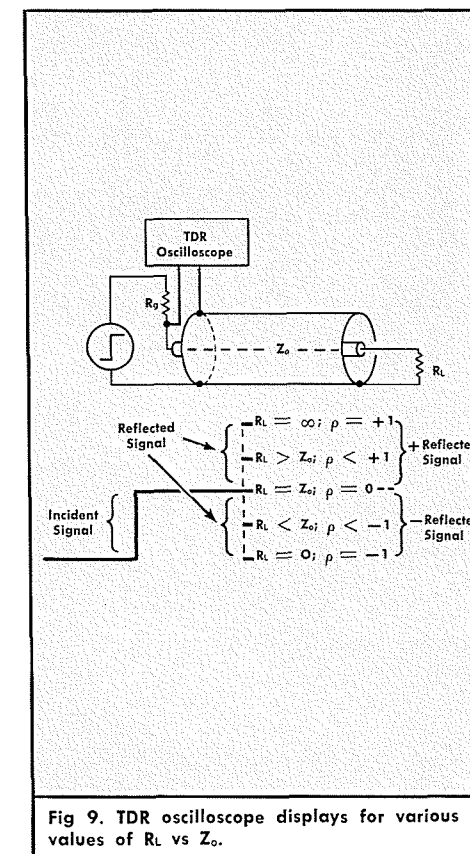 TDR
Oscilloscope
Rg
Zo
RL
Reflected
Signal
RL = ∞; ρ = +1
RL > Zo; ρ < +1
+ Reflecte
Signal
RL = Zo; ρ = 0
Incident
Signal
RL < Zo; ρ < −1
− Reflecte
Signal
RL = 0; ρ = −1
Fig 9. TDR oscilloscope displays for various
values of RL vs Zo.